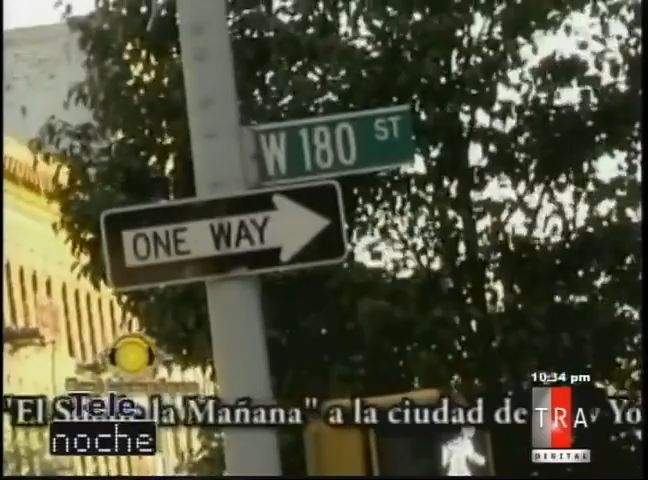 W 180 ST
ONE WAY
10:34 pm
"El la Mañana" a la ciudad de Yo
Tele
noche
TRA
DIGITAL